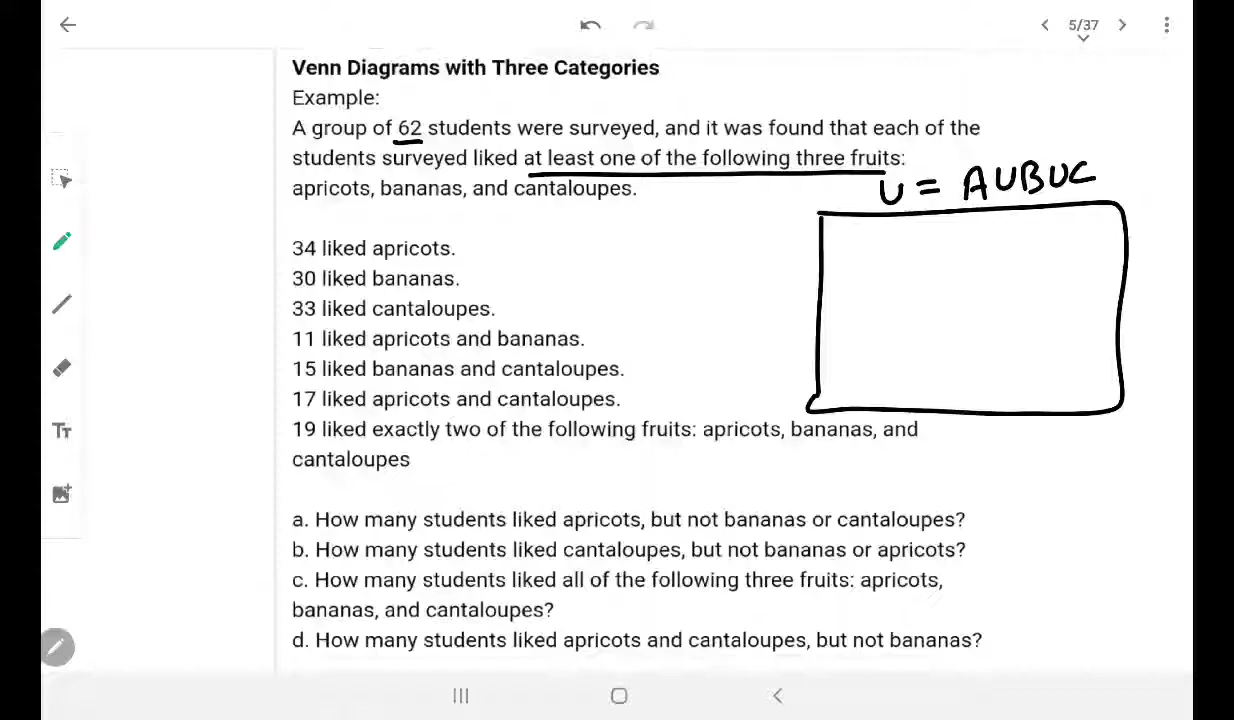 5/37
Venn Diagrams with Three Categories
Example:
A group of 62 students were surveyed, and it was found that each of the
students surveyed liked at least one of the following three fruits:
apricots, bananas, and cantaloupes.
U = AUBUC
34 liked apricots.
30 liked bananas.
33 liked cantaloupes.
11 liked apricots and bananas.
15 liked bananas and cantaloupes.
17 liked apricots and cantaloupes.
19 liked exactly two of the following fruits: apricots, bananas, and
cantaloupes
a. How many students liked apricots, but not bananas or cantaloupes?
b. How many students liked cantaloupes, but not bananas or apricots?
c. How many students liked all of the following three fruits: apricots,
bananas, and cantaloupes?
d. How many students liked apricots and cantaloupes, but not bananas?
Tт